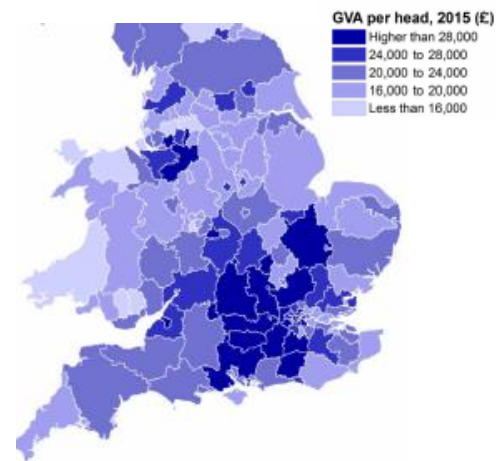 GVA per head, 2015 (£)
Higher than 28,000
24,000 to 28,000
20,000 to 24,000
16,000 to 20,000
Less than 16,000